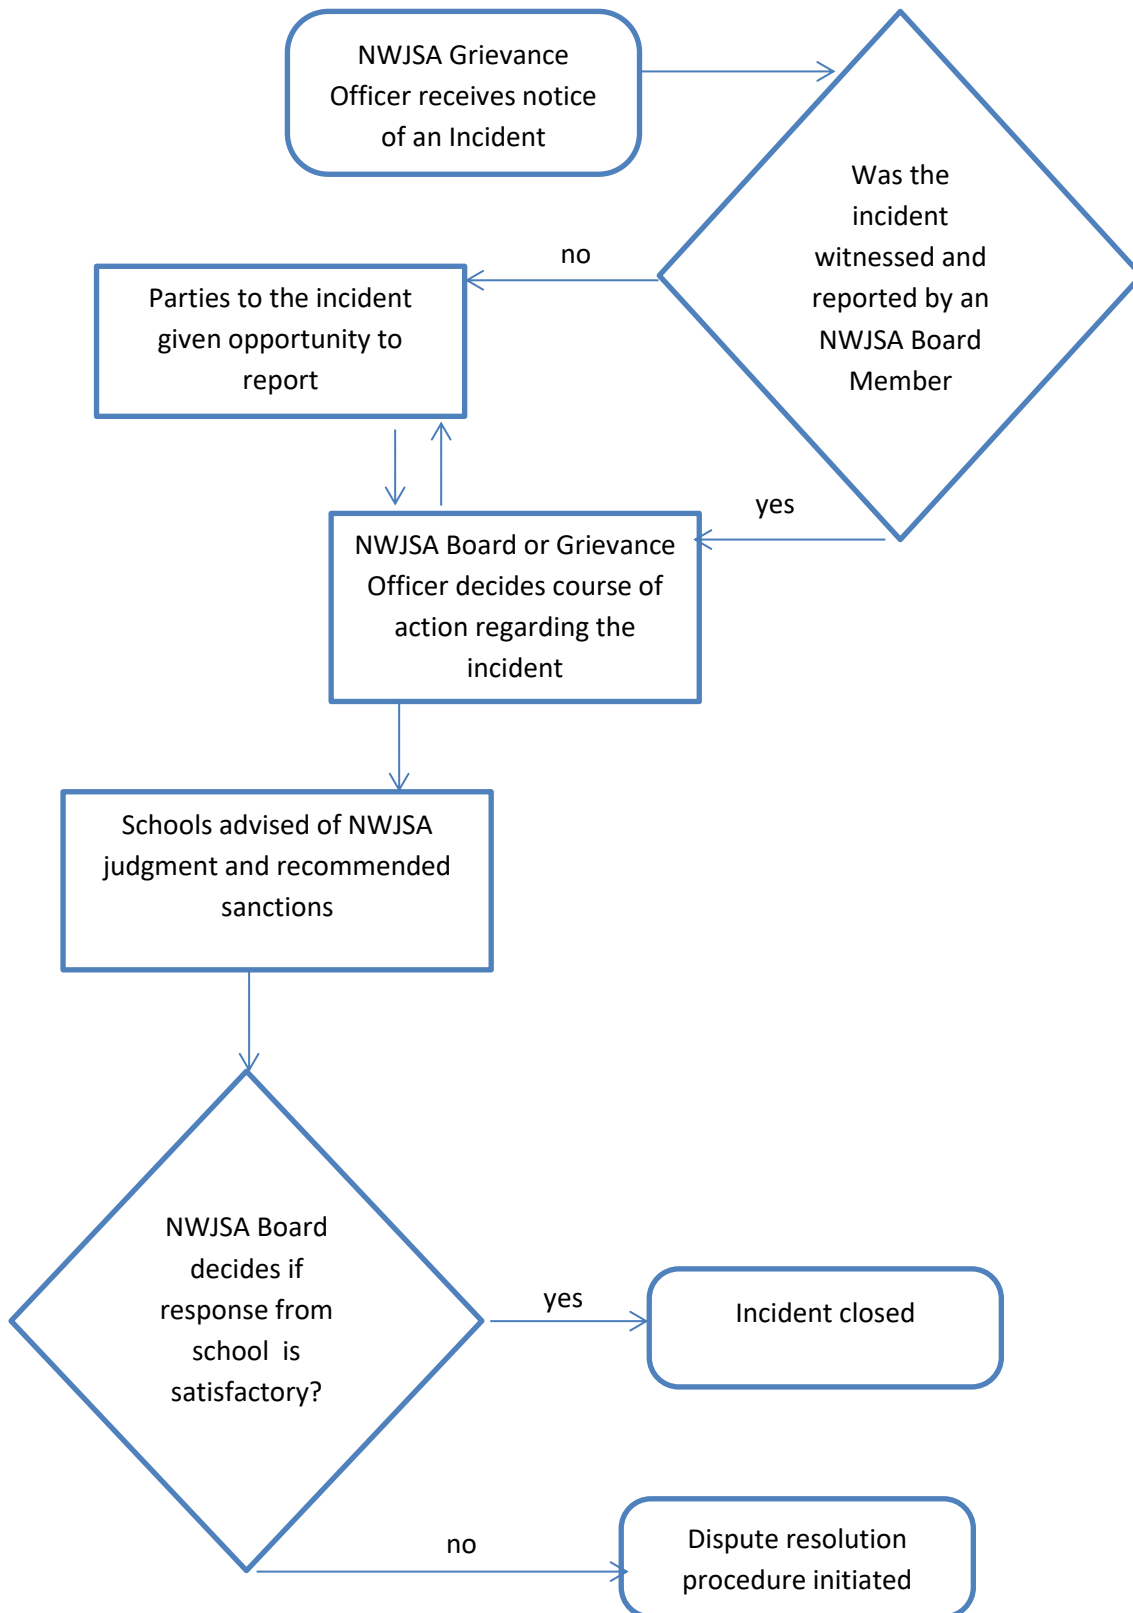 NWJSA Grievance
Officer receives notice
of an Incident
Was the
incident
witnessed and
reported by an
NWJSA Board
Member
no
Parties to the incident
given opportunity to
report
yes
NWJSA Board or Grievance
Officer decides course of
action regarding the
incident
Schools advised of NWJSA
judgment and recommended
sanctions
NWJSA Board
decides if
response from
school is
satisfactory?
yes
Incident closed
no
Dispute resolution
procedure initiated